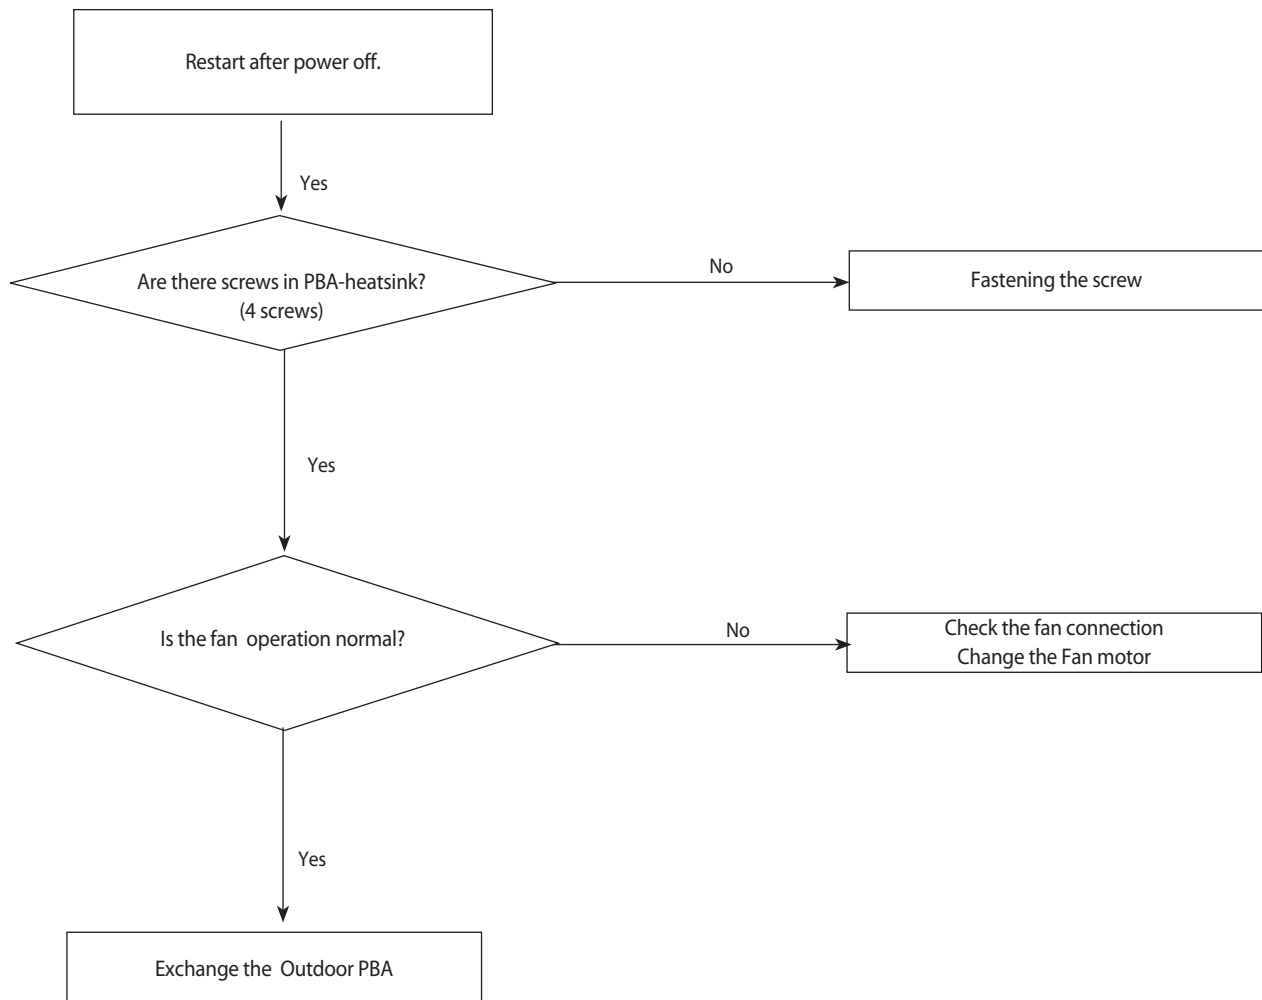 Restart after power off.
Yes
Are there screws in PBA-heatsink?
(4 screws)
No
Fastening the screw
Yes
Is the fan operation normal?
No
Check the fan connection
Change the Fan motor
Yes
Exchange the Outdoor PBA